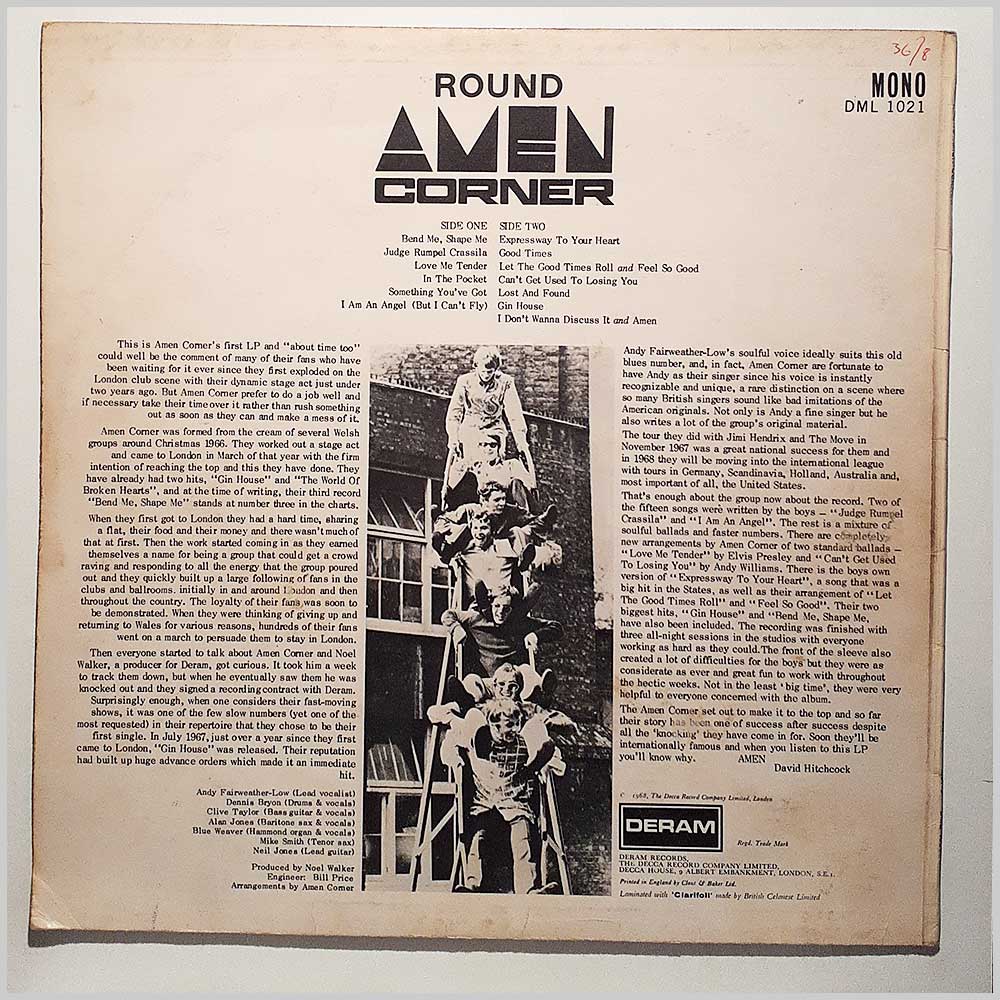 36/8
ROUND
AMEN
CORNER
MONO
DML 1021
SIDE ONE
Bend Me, Shape Me
Judge Rumpel Crassila
Love Me Tender
In The Pocket
Something You've Got
I Am An Angel (But I Can't Fly)
SIDE TWO
Expressway To Your Heart
Good Times
Let The Good Times Roll and Feel So Good
Can't Get Used To Losing You
Lost And Found
Gin House
I Don't Wanna Discuss It and Amen
This is Amen Corner's first LP and "about time too"
could well be the comment of many of their fans who have
been waiting for it ever since they first exploded on the
London club scene with their dynamic stage act just under
two years ago. But Amen Corner prefer to do a job well and
if necessary take their time over it rather than rush something
out as soon as they can and make a mess of it.
Amen Corner was formed from the cream of several Welsh
groups around Christmas 1966. They worked out a stage act
and came to London in March of that year with the firm
intention of reaching the top and this they have done. They
have already had two hits, "Gin House" and "The World Of
Broken Hearts", and at the time of writing, their third record
"Bend Me, Shape Me" stands at number three in the charts.
When they first got to London they had a hard time, sharing
a flat, their food and their money and there wasn't much of
that at first. Then the work started coming in as they earned
themselves a name for being a group that could get a crowd
raving and responding to all the energy that the group poured
out and they quickly built up a large following of fans in the
clubs and ballrooms. initially in and around London and then
throughout the country. The loyalty of their fans was soon to
be demonstrated. When they were thinking of giving up and
returning to Wales for various reasons, hundreds of their fans
went on a march to persuade them to stay in London.
Then everyone started to talk about Amen Corner and Noel
Walker, a producer for Deram, got curious. It took him a week
to track them down, but when he eventually saw them he was
knocked out and they signed a recording contract with Deram.
Surprisingly enough, when one considers their fast-moving
shows, it was one of the few slow numbers (yet one of the
most requested) in their repertoire that they chose to be their
first single. In July 1967, just over a year since they first
came to London, "Gin House" was released. Their reputation
had built up huge advance orders which made it an immediate
hit.
Andy Fairweather-Low (Lead vocalist)
Dennis Bryon (Drums & vocals)
Clive Taylor (Bass guitar & vocals)
Alan Jones (Baritone sax & vocals)
Blue Weaver (Hammond organ & vocals)
Mike Smith (Tenor sax)
Neil Jones (Lead guitar)
Produced by Noel Walker
Engineer: Bill Price
Arrangements by Amen Corner
Andy Fairweather-Low's soulful voice ideally suits this old
blues number, and, in fact, Amen Corner are fortunate to
have Andy as their singer since his voice is instantly
recognizable and unique, a rare distinction on a scene where
so many British singers sound like bad imitations of the
American originals. Not only is Andy a fine singer but he
also writes a lot of the group's original material.
The tour they did with Jimi Hendrix and The Move in
November 1967 was a great national success for them and
in 1968 they will be moving into the international league
with tours in Germany, Scandinavia, Holland, Australia and,
most important of all, the United States.
That's enough about the group now about the record. Two of
the fifteen songs were written by the boys – "Judge Rumpel
Crassila" and "I Am An Angel". The rest is a mixture of
soulful ballads and faster numbers. There are completely
new arrangements by Amen Corner of two standard ballads –
"Love Me Tender" by Elvis Presley and "Can't Get Used
To Losing You" by Andy Williams. There is the boys own
version of "Expressway To Your Heart", a song that was a
big hit in the States, as well as their arrangement of "Let
The Good Times Roll" and "Feel So Good". Their two
biggest hits, "Gin House" and "Bend Me, Shape Me,
have also been included. The recording was finished with
three all-night sessions in the studios with everyone
working as hard as they could.The front of the sleeve also
created a lot of difficulties for the boys but they were as
considerate as ever and great fun to work with throughout
the hectic weeks. Not in the least 'big time', they were very
helpful to everyone concerned with the album.
The Amen Corner set out to make it to the top and so far
their story has been one of success after success despite
all the 'knocking' they have come in for. Soon they'll be
internationally famous and when you listen to this LP
you'll know why. AMEN
David Hitchcock
© 1968, The Decca Record Company Limited, London
DERAM
Regd. Trade Mark
DERAM RECORDS,
THE DECCA RECORD COMPANY LIMITED,
DECCA HOUSE, 9 ALBERT EMBANKMENT, LONDON, S.E.1.
Printed in England by Clout & Baker Ltd.
Laminated with 'Clarifoil' made by British Celanese Limited